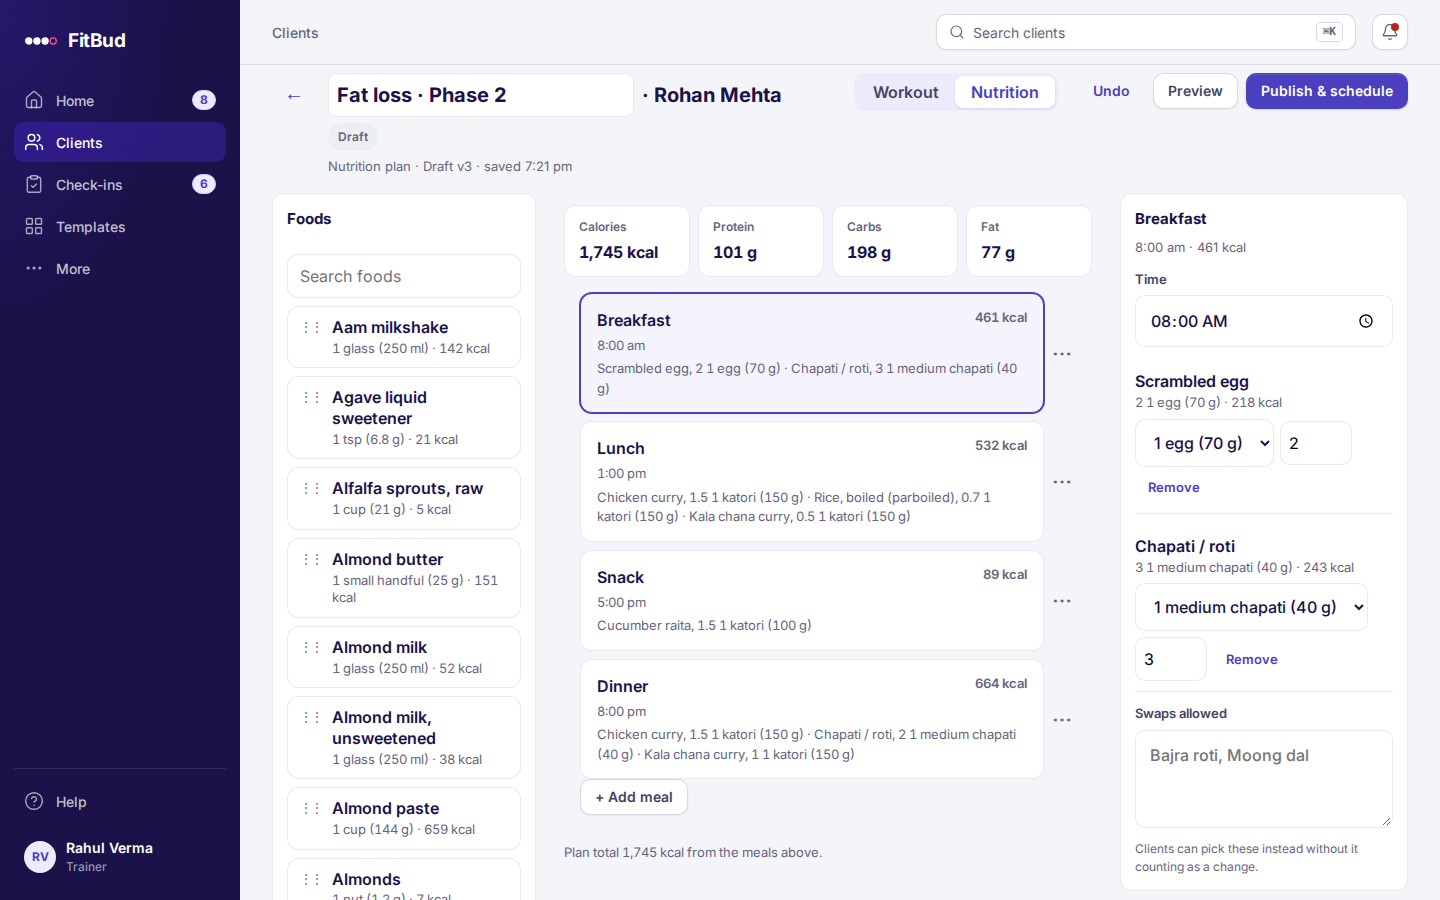 FitBud
Home 8
Clients
Check-ins 6
Templates
More
Help
RV
Rahul Verma
Trainer
Clients
Search clients ⌘K
←
Fat loss · Phase 2 · Rohan Mehta
Workout Nutrition
Undo
Preview
Publish & schedule
Draft
Nutrition plan · Draft v3 · saved 7:21 pm
Foods
Search foods
Aam milkshake
1 glass (250 ml) · 142 kcal
Agave liquid
sweetener
1 tsp (6.8 g) · 21 kcal
Alfalfa sprouts, raw
1 cup (21 g) · 5 kcal
Almond butter
1 small handful (25 g) · 151
kcal
Almond milk
1 glass (250 ml) · 52 kcal
Almond milk,
unsweetened
1 glass (250 ml) · 38 kcal
Almond paste
1 cup (144 g) · 659 kcal
Almonds
1 nut (1.2 g) · 7 kcal
Calories
1,745 kcal
Protein
101 g
Carbs
198 g
Fat
77 g
Breakfast 461 kcal
8:00 am
Scrambled egg, 2 1 egg (70 g) · Chapati / roti, 3 1 medium chapati (40
g)
Lunch 532 kcal
1:00 pm
Chicken curry, 1.5 1 katori (150 g) · Rice, boiled (parboiled), 0.7 1
katori (150 g) · Kala chana curry, 0.5 1 katori (150 g)
Snack 89 kcal
5:00 pm
Cucumber raita, 1.5 1 katori (100 g)
Dinner 664 kcal
8:00 pm
Chicken curry, 1.5 1 katori (150 g) · Chapati / roti, 2 1 medium chapati
(40 g) · Kala chana curry, 1 1 katori (150 g)
+ Add meal
Plan total 1,745 kcal from the meals above.
Breakfast
8:00 am · 461 kcal
Time
08:00 AM
Scrambled egg
2 1 egg (70 g) · 218 kcal
1 egg (70 g) 2
Remove
Chapati / roti
3 1 medium chapati (40 g) · 243 kcal
1 medium chapati (40 g)
3 Remove
Swaps allowed
Bajra roti, Moong dal
Clients can pick these instead without it
counting as a change.